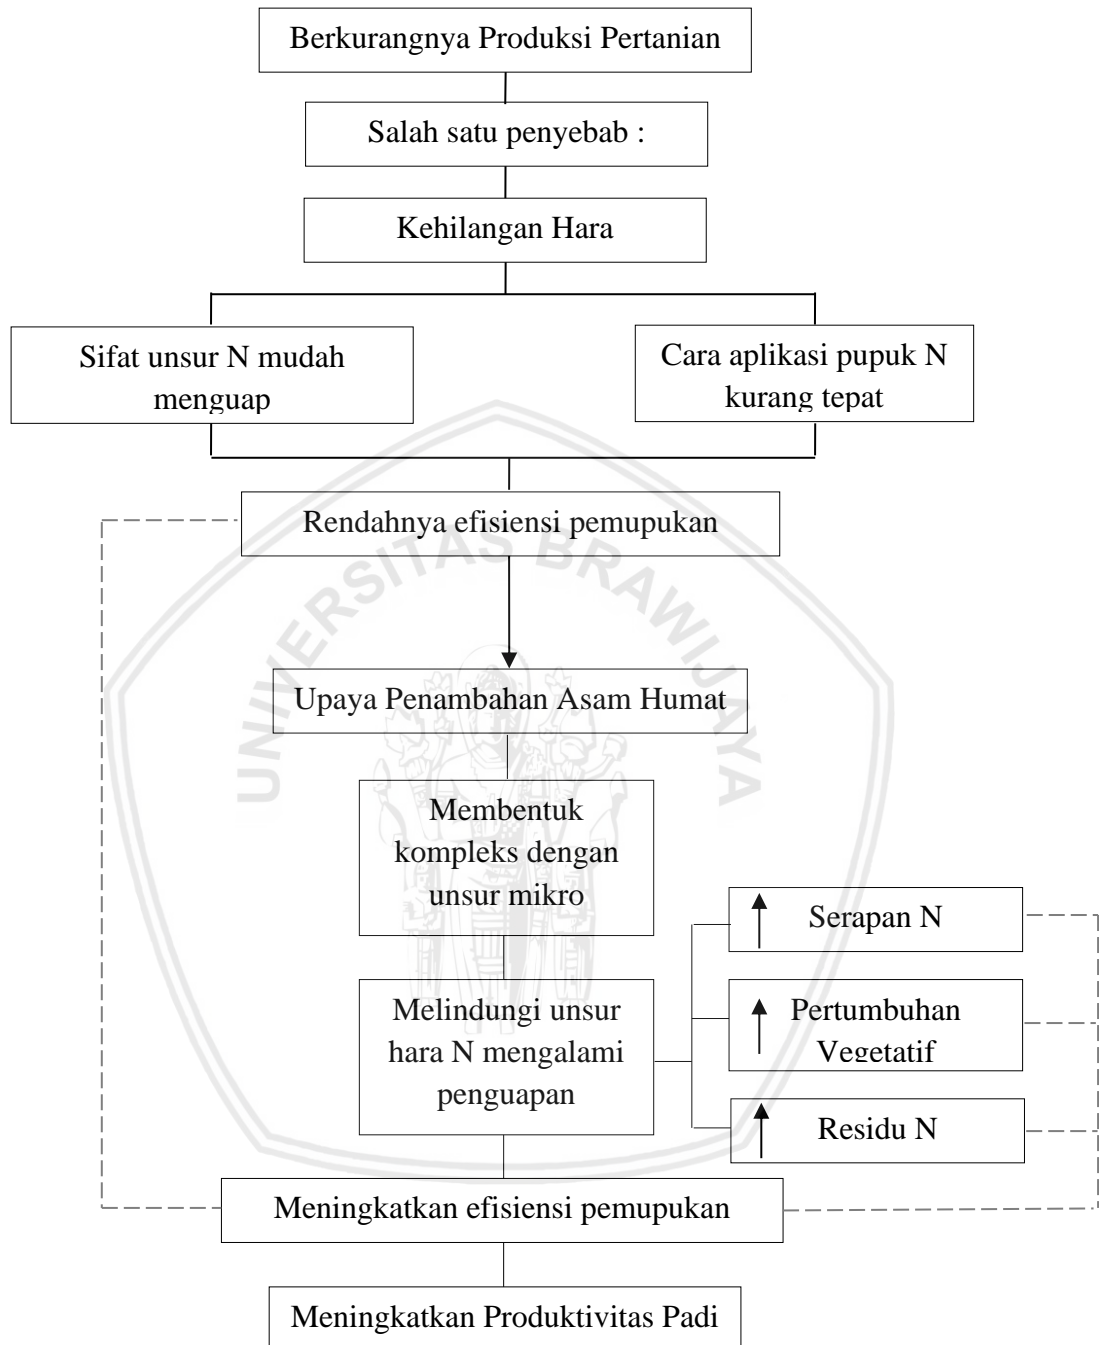 Berkurangnya Produksi Pertanian
Salah satu penyebab :
Kehilangan Hara
Sifat unsur N mudah
menguap
Cara aplikasi pupuk N
kurang tepat
Rendahnya efisiensi pemupukan
UNIVERSITAS BRAWIJAYA
Upaya Penambahan Asam Humat
Membentuk
kompleks dengan
unsur mikro
Melindungi unsur
hara N mengalami
penguapan
Serapan N
Pertumbuhan
Vegetatif
Residu N
Meningkatkan efisiensi pemupukan
Meningkatkan Produktivitas Padi